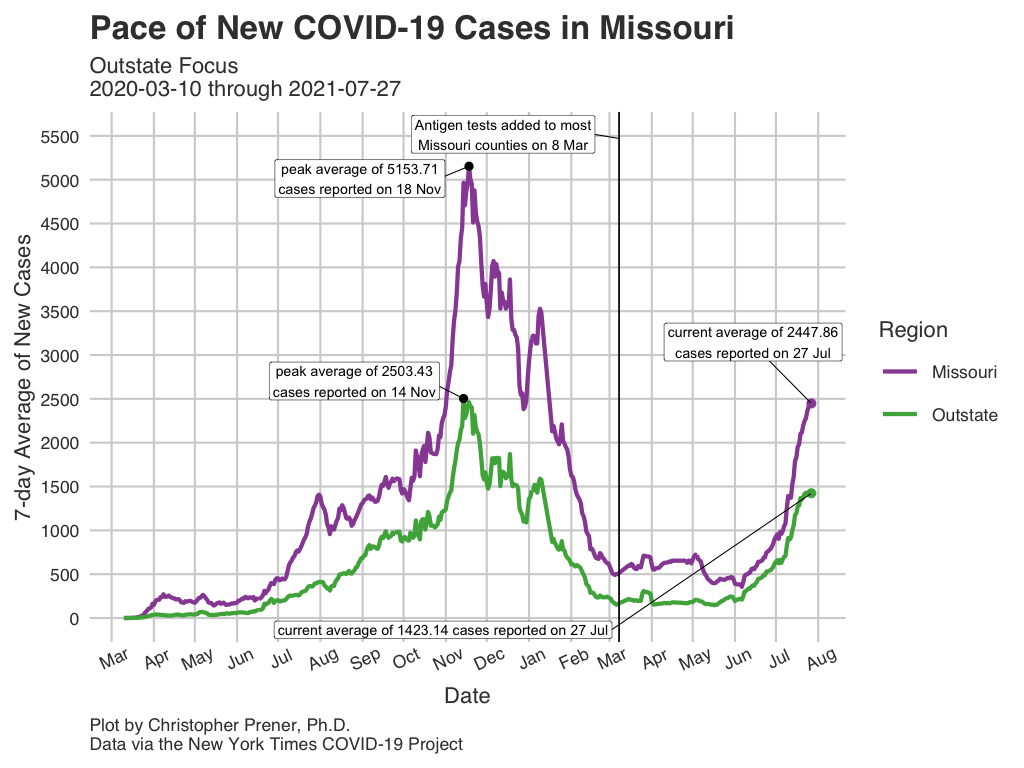 Pace of New COVID-19 Cases in Missouri
Outstate Focus
2020-03-10 through 2021-07-27
7-day Average of New Cases
5500
5000
4500
4000
3500
3000
2500
2000
1500
1000
500
0
Antigen tests added to most
Missouri counties on 8 Mar
peak average of 5153.71
cases reported on 18 Nov
current average of 2447.86
cases reported on 27 Jul
peak average of 2503.43
cases reported on 14 Nov
current average of 1423.14 cases reported on 27 Jul
Mar Apr May Jun Jul Aug Sep Oct Nov Dec Jan Feb Mar Apr May Jun Jul Aug
Date
Region
Missouri
Outstate
Plot by Christopher Prener, Ph.D.
Data via the New York Times COVID-19 Project